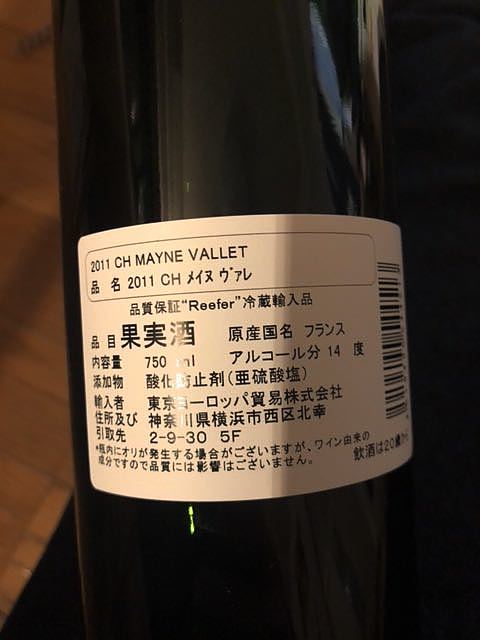 2011 CH MAYNE VALLET
品 名 2011 CH メイヌ ヴァレ
品質保証"Reefer"冷蔵輸入品
品目 果実酒 原産国名 フランス
内容量 750 ml アルコール分 14 度
添加物 酸化防止剤(亜硫酸塩)
輸入者 東京ヨーロッパ貿易株式会社
住所及び 神奈川県横浜市西区北幸
引取先 2-9-30 5F
*瓶内にオリが発生する場合がございますが、ワイン由来の
成分ですので品質には影響はございません。
飲酒は20歳から